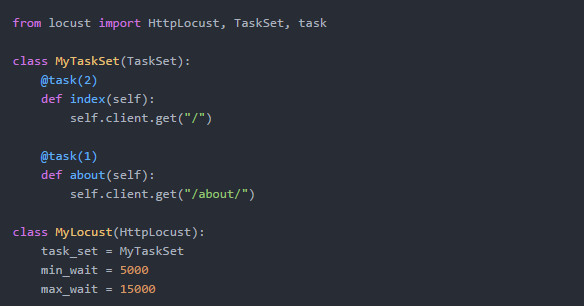 from locust import HttpLocust, TaskSet, task

class MyTaskSet(TaskSet):
    @task(2)
    def index(self):
        self.client.get("/")

    @task(1)
    def about(self):
        self.client.get("/about/")

class MyLocust(HttpLocust):
    task_set = MyTaskSet
    min_wait = 5000
    max_wait = 15000